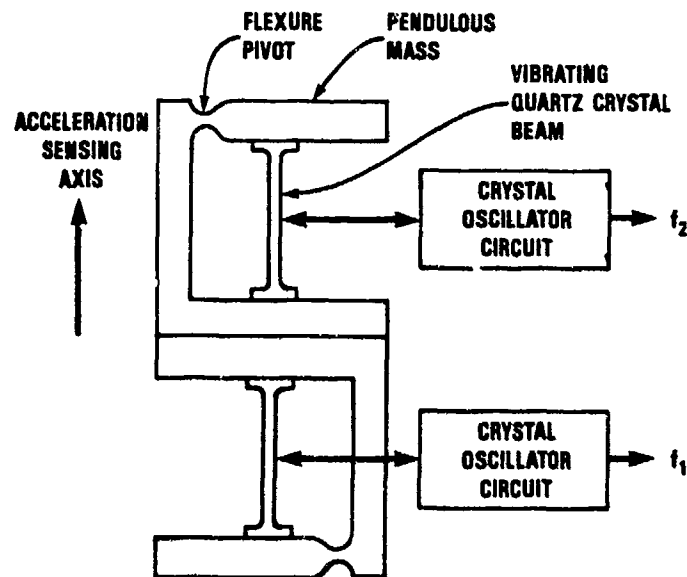 FLEXURE
PIVOT
PENDULOUS
MASS
VIBRATING
QUARTZ CRYSTAL
BEAM
ACCELERATION
SENSING
AXIS
CRYSTAL
OSCILLATOR
CIRCUIT
f2
CRYSTAL
OSCILLATOR
CIRCUIT
f1